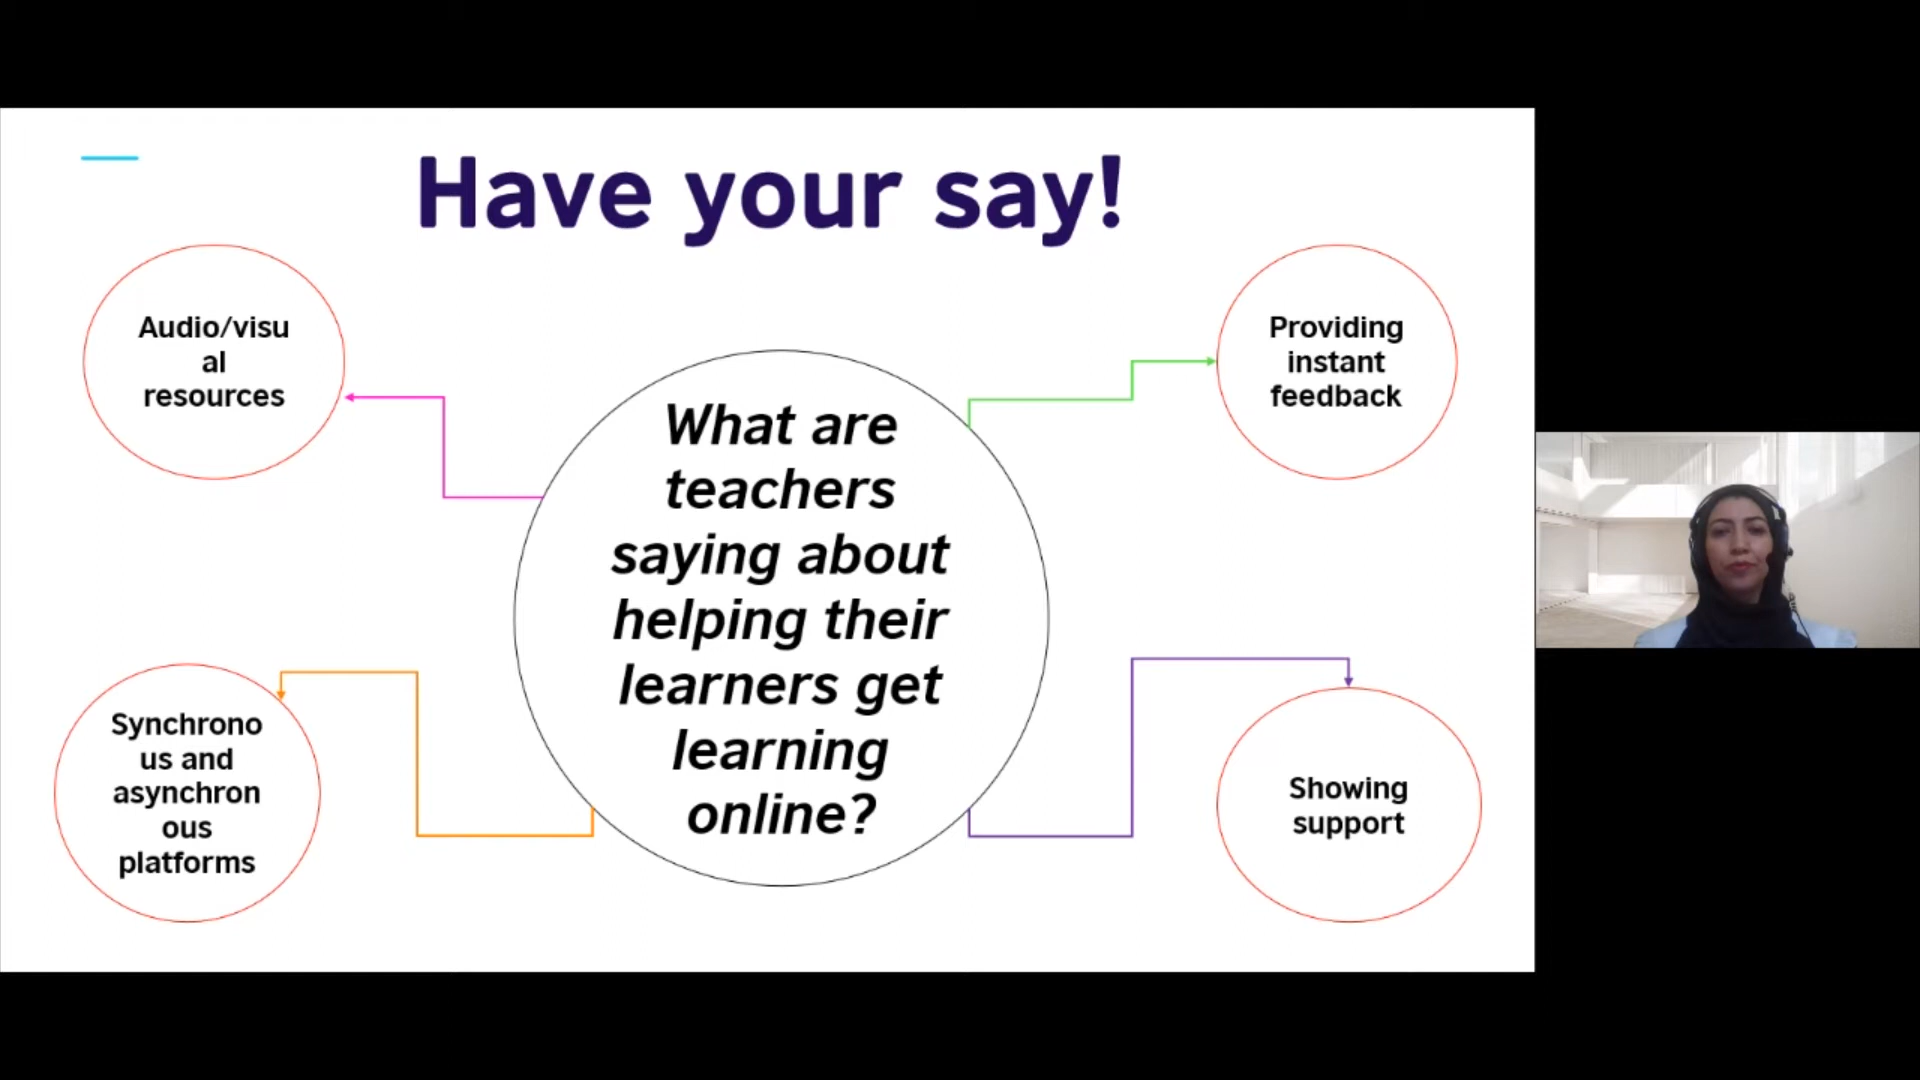 Have your say!
Audio/visu
al
resources
Providing
instant
feedback
What are
teachers
saying about
helping their
learners get
learning
online?
Synchrono
us and
asynchron
ous
platforms
Showing
support